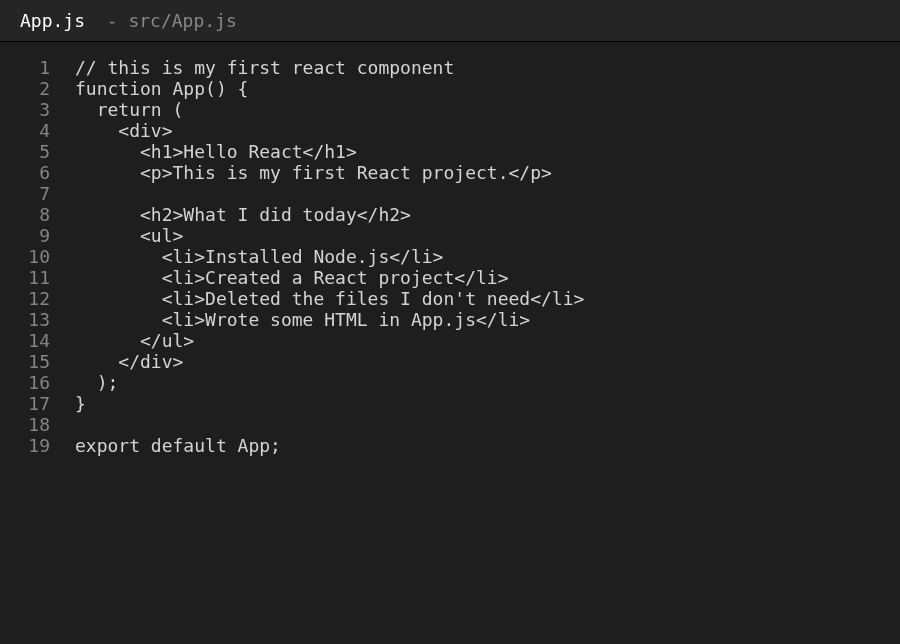 App.js - src/App.js
1 // this is my first react component
2 function App() {
3   return (
4     <div>
5       <h1>Hello React</h1>
6       <p>This is my first React project.</p>
7
8       <h2>What I did today</h2>
9       <ul>
10         <li>Installed Node.js</li>
11         <li>Created a React project</li>
12         <li>Deleted the files I don't need</li>
13         <li>Wrote some HTML in App.js</li>
14       </ul>
15     </div>
16   );
17 }
18
19 export default App;